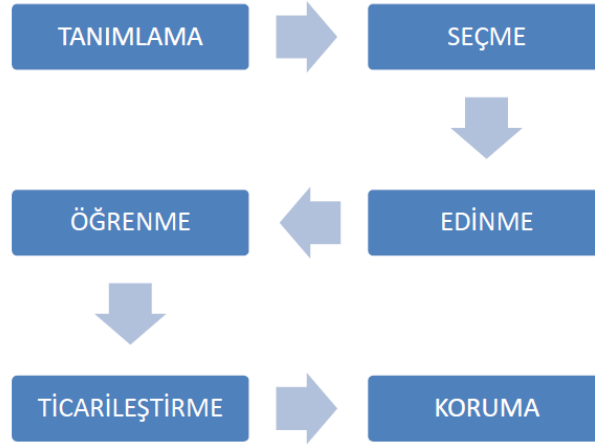 TANIMLAMA
SEÇME
EDİNME
ÖĞRENME
TİCARİLEŞTİRME
KORUMA